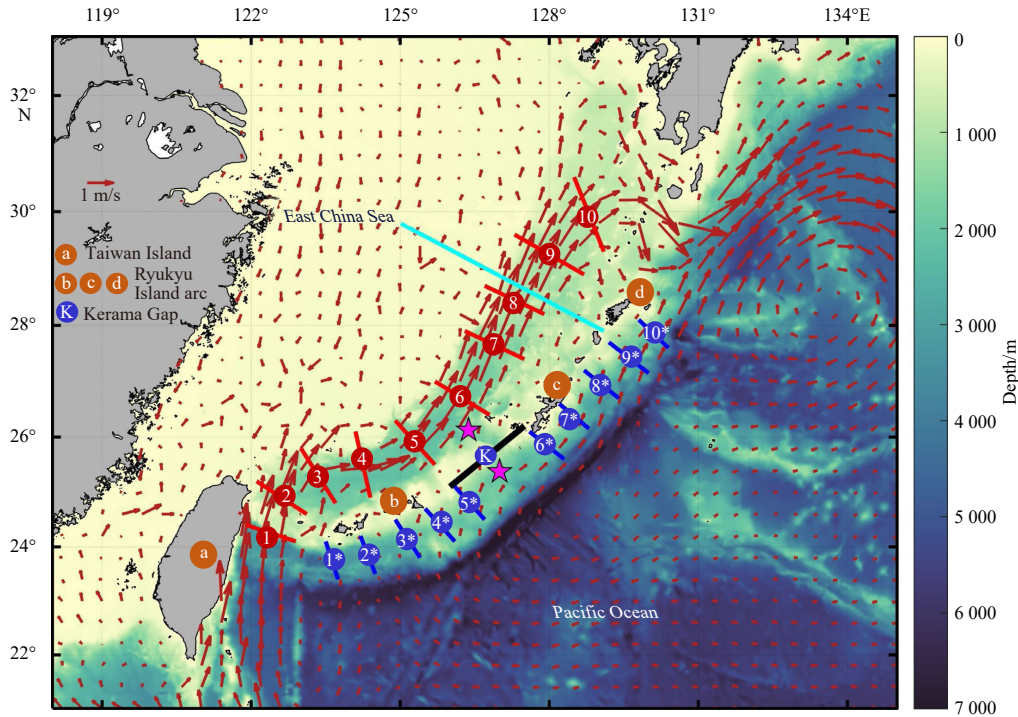 119° 122° 125° 128° 131° 134°E
32°
N
30°
28°
26°
24°
22°
1 m/s
East China Sea
a Taiwan Island
b c d Ryukyu
Island arc
K Kerama Gap
10
9
8
7
6
5
4
3
2
1
d
10*
9*
8*
c
7*
6*
K
b
5*
4*
3*
2*
1*
a
Pacific Ocean
0
1 000
2 000
3 000
4 000
5 000
6 000
7 000
Depth/m